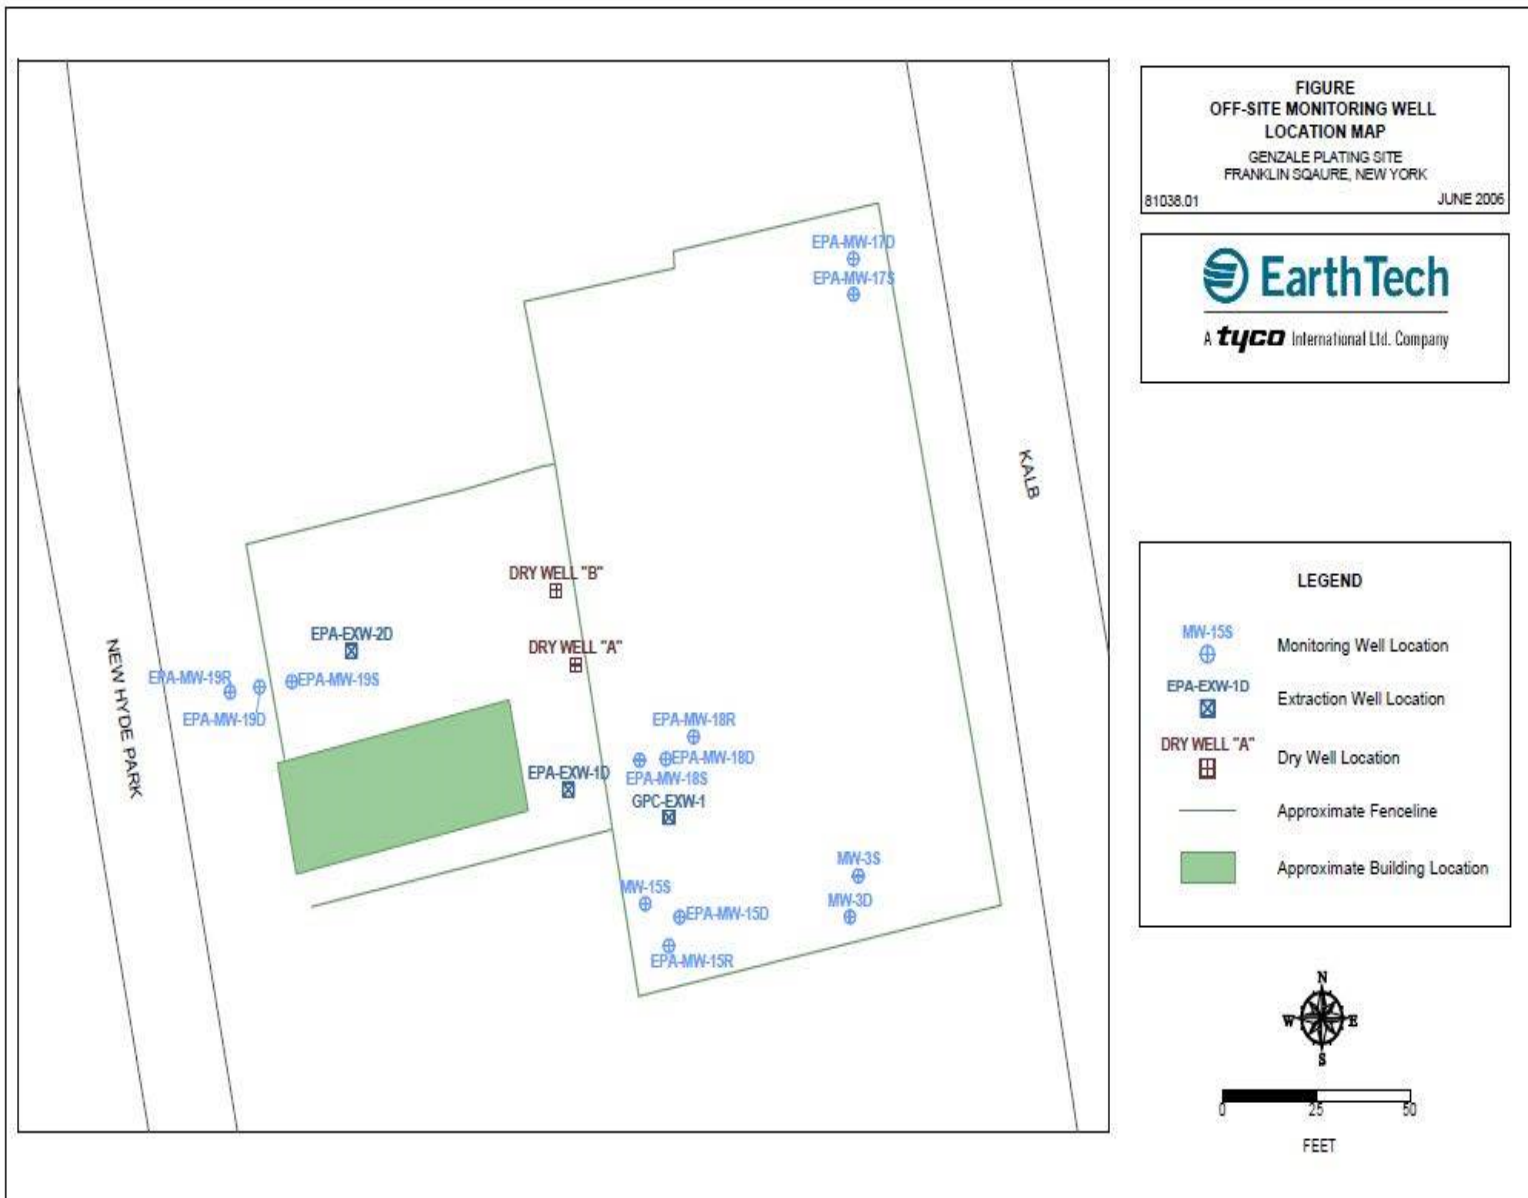 FIGURE
OFF-SITE MONITORING WELL
LOCATION MAP
GENZALE PLATING SITE
FRANKLIN SQAURE, NEW YORK
81038.01 JUNE 2006
EarthTech
A tyco International Ltd. Company
EPA-MW-17D
EPA-MW-17S
KALB
DRY WELL "B"
EPA-EXW-2D
DRY WELL "A"
NEW HYDE PARK
EPA-MW-19R
EPA-MW-19S
EPA-MW-19D
EPA-MW-18R
EPA-MW-18D
EPA-EXW-1D
EPA-MW-18S
GPC-EXW-1
MW-3S
MW-15S
MW-3D
EPA-MW-15D
EPA-MW-15R
LEGEND
MW-15S
Monitoring Well Location
EPA-EXW-1D
Extraction Well Location
DRY WELL "A"
Dry Well Location
Approximate Fenceline
Approximate Building Location
N
W E
S
0 25 50
FEET